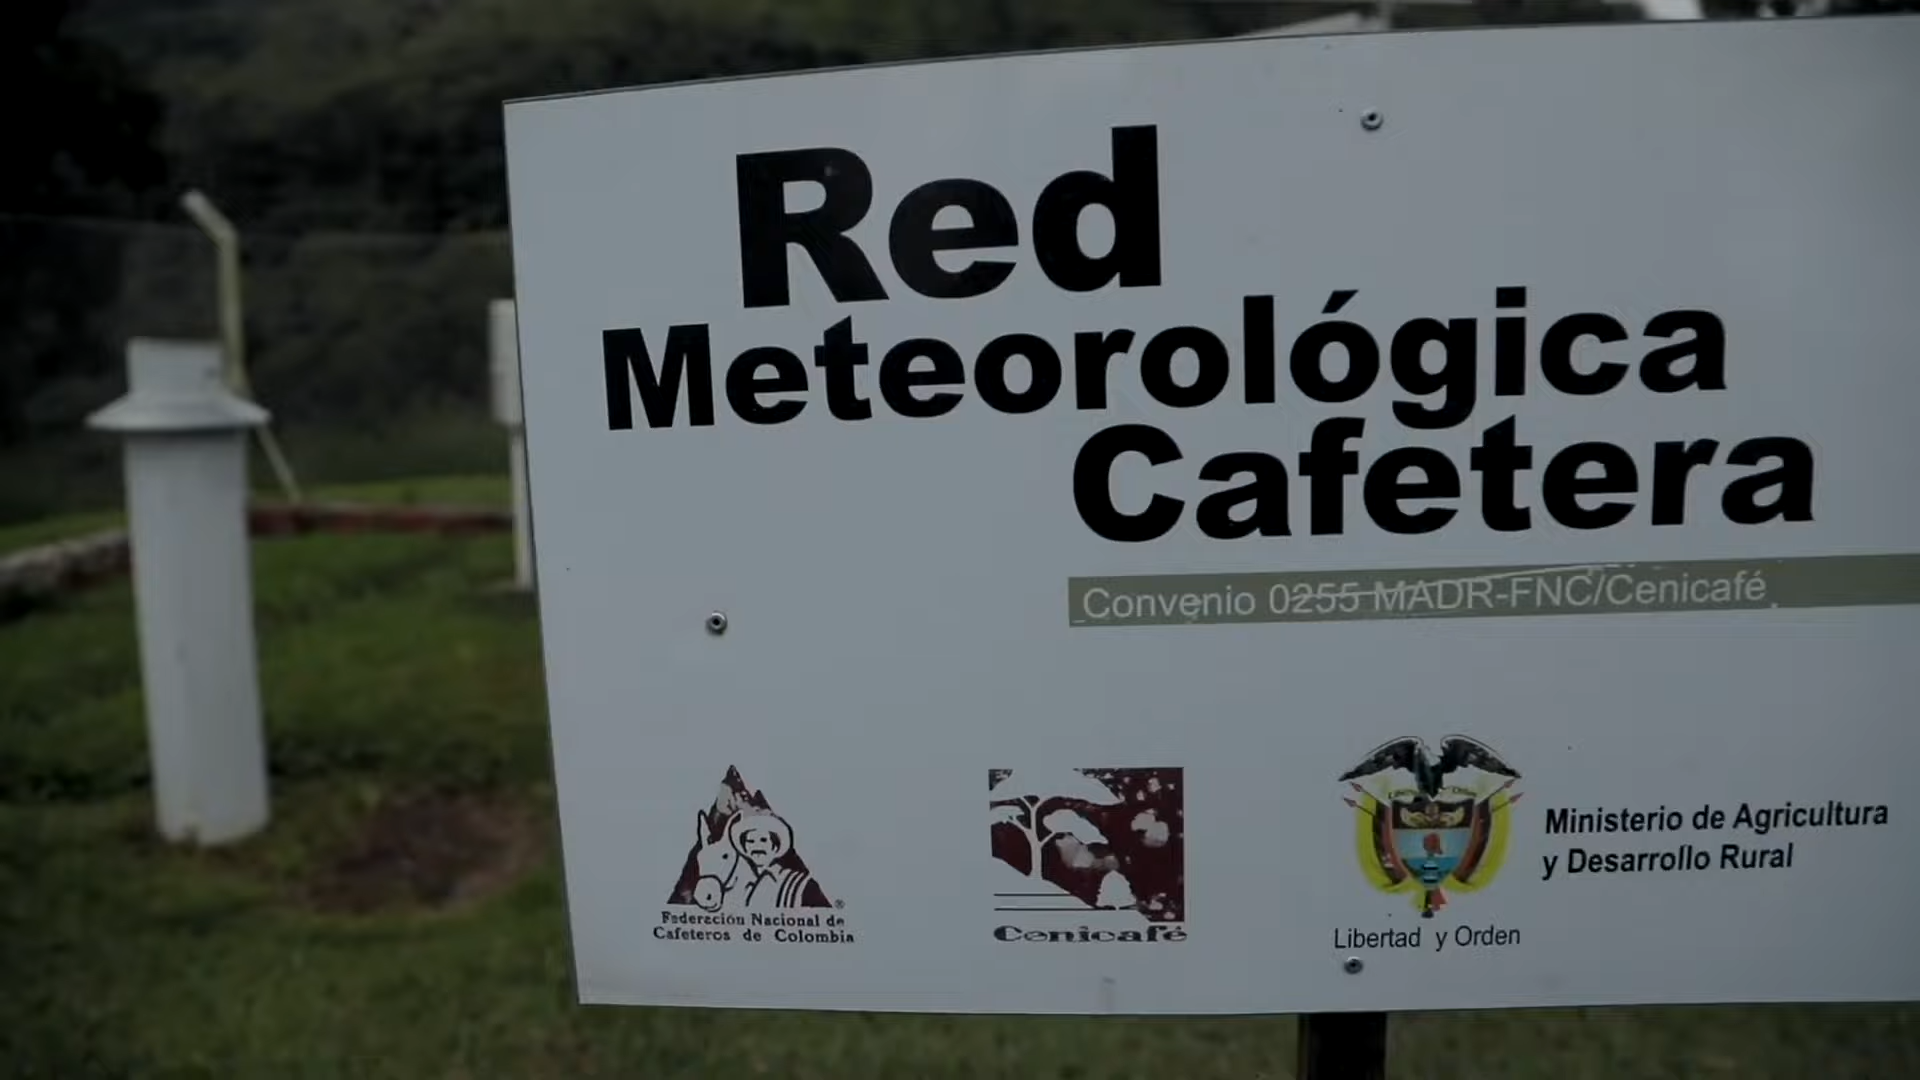 Red
Meteorológica
Cafetera
Convenio 0255 MADR-FNC/Cenicafé
Federación Nacional de
Cafeteros de Colombia
Cenicafé
Libertad y Orden
Ministerio de Agricultura
y Desarrollo Rural